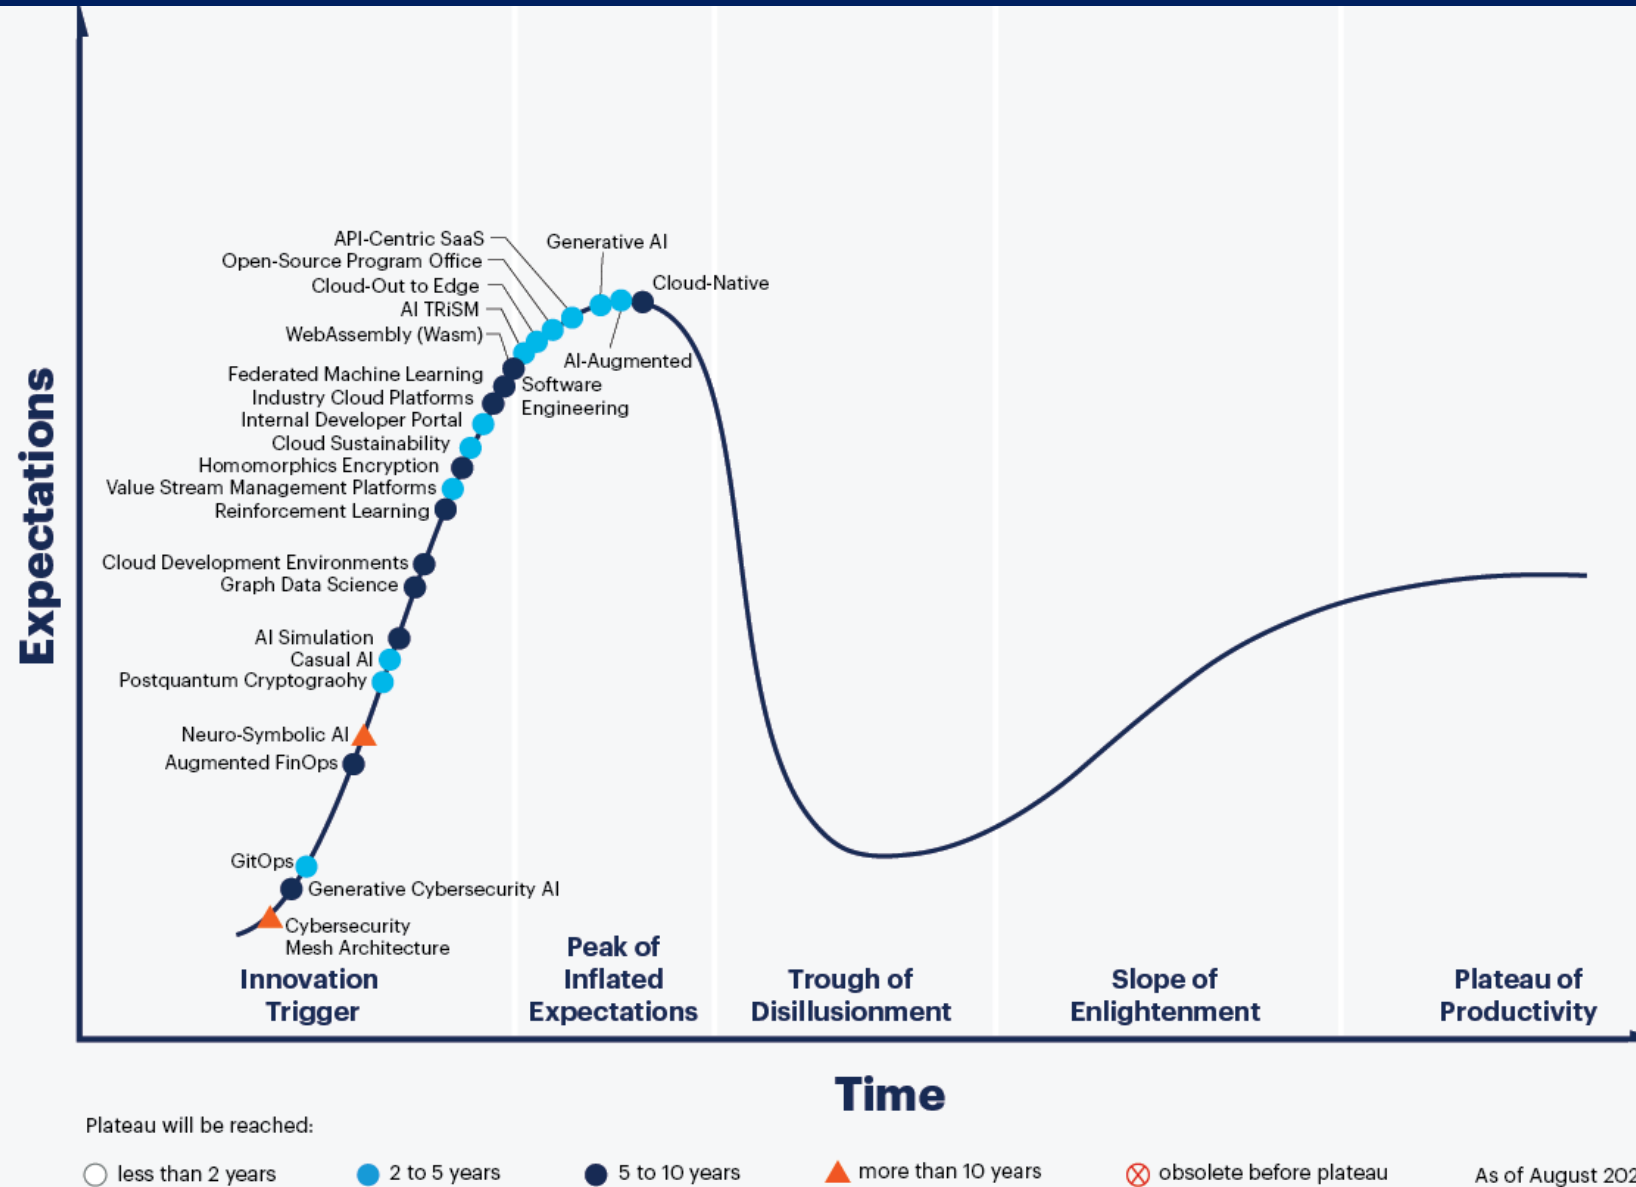 API-Centric SaaS
Generative AI
Open-Source Program Office
Cloud-Out to Edge
Cloud-Native
AI TRiSM
WebAssembly (Wasm)
AI-Augmented
Software
Engineering
Federated Machine Learning
Industry Cloud Platforms
Internal Developer Portal
Cloud Sustainability
Homomorphics Encryption
Value Stream Management Platforms
Reinforcement Learning
Cloud Development Environments
Graph Data Science
AI Simulation
Casual AI
Postquantum Cryptograohy
Neuro-Symbolic AI
Augmented FinOps
GitOps
Generative Cybersecurity AI
Cybersecurity
Mesh Architecture
Expectations
Innovation
Trigger
Peak of
Inflated
Expectations
Trough of
Disillusionment
Slope of
Enlightenment
Plateau of
Productivity
Time
Plateau will be reached:
less than 2 years
2 to 5 years
5 to 10 years
more than 10 years
obsolete before plateau
As of August 202